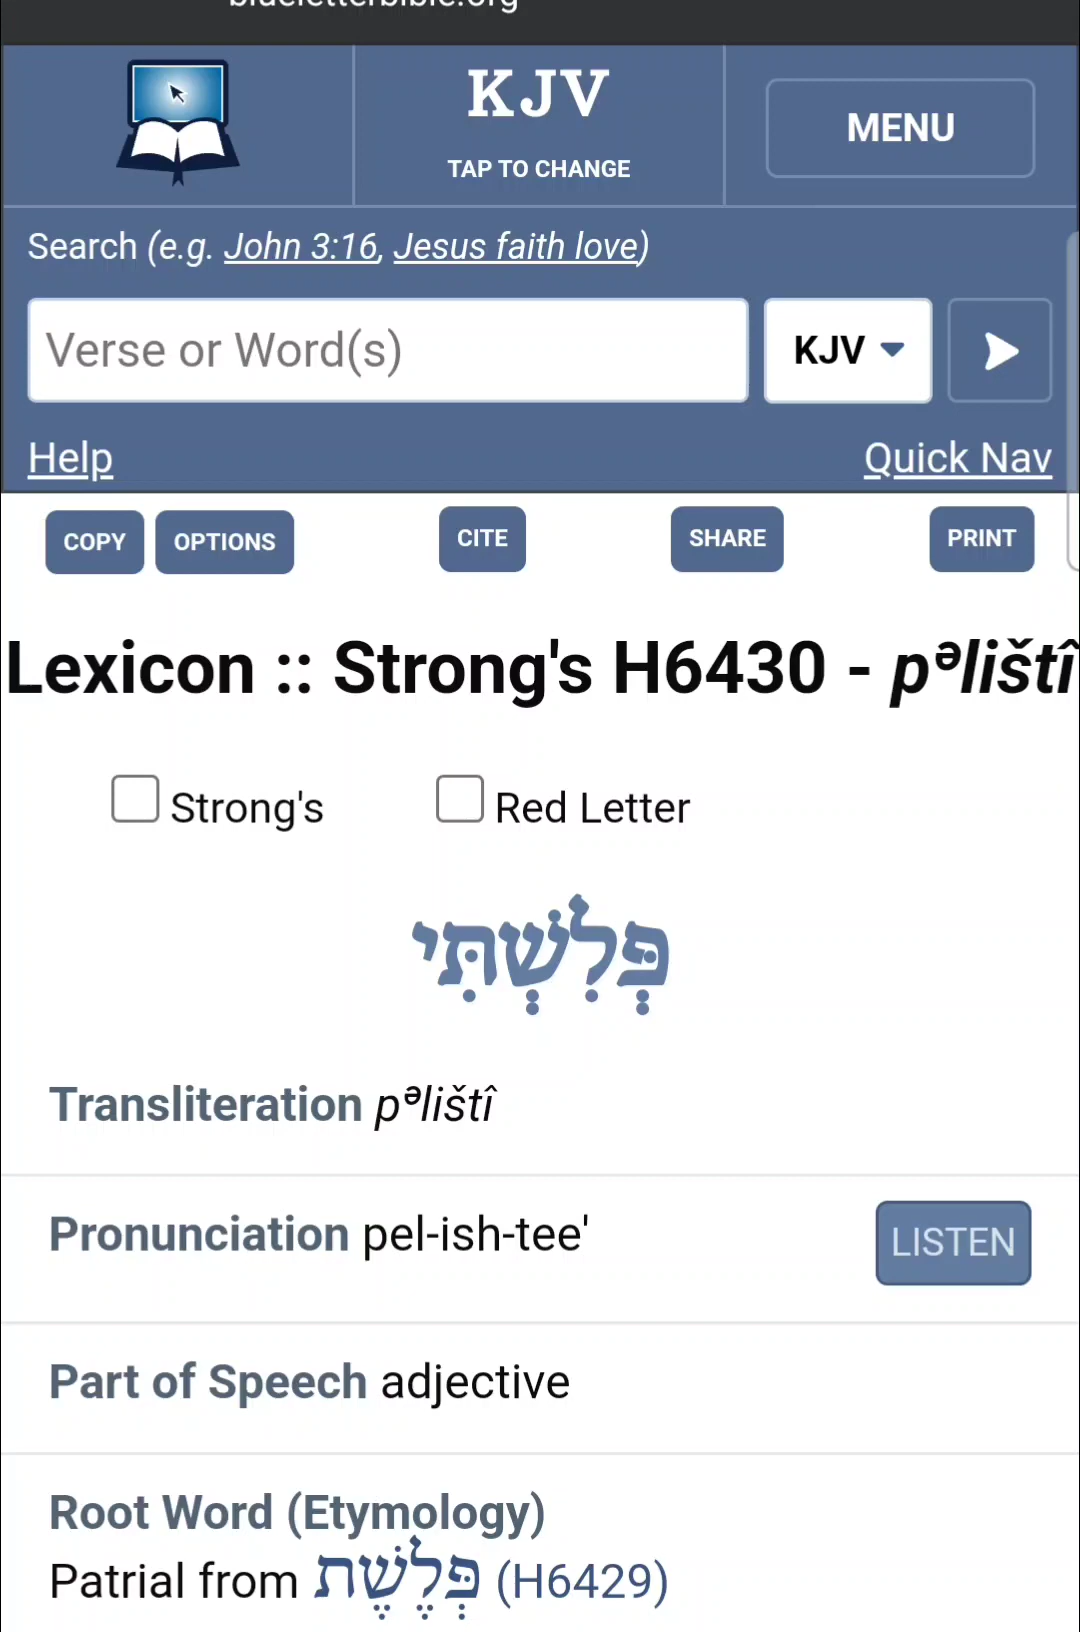 blueletterbible.org
KJV
TAP TO CHANGE
MENU
Search (e.g. John 3:16, Jesus faith love)
Verse or Word(s)
KJV
Help
Quick Nav
COPY
OPTIONS
CITE
SHARE
PRINT
Lexicon :: Strong's H6430 - pᵊlištî
Strong's
Red Letter
פְּלִשְׁתִּי
Transliteration pᵊlištî
Pronunciation pel-ish-tee'
LISTEN
Part of Speech adjective
Root Word (Etymology)
Patrial from פְּלֶשֶׁת (H6429)